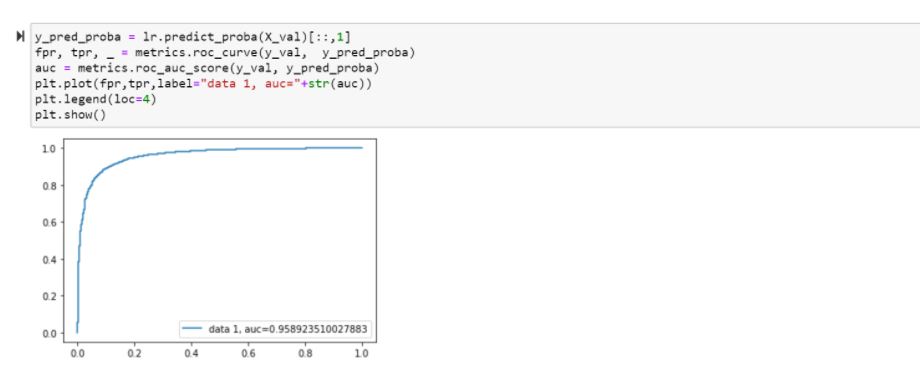 y_pred_proba = lr.predict_proba(X_val)[::,1]
fpr, tpr, _ = metrics.roc_curve(y_val,  y_pred_proba)
auc = metrics.roc_auc_score(y_val, y_pred_proba)
plt.plot(fpr,tpr,label="data 1, auc="+str(auc))
plt.legend(loc=4)
plt.show()
1.0
0.8
0.6
0.4
0.2
0.0
data 1, auc=0.958923510027883
0.0 0.2 0.4 0.6 0.8 1.0